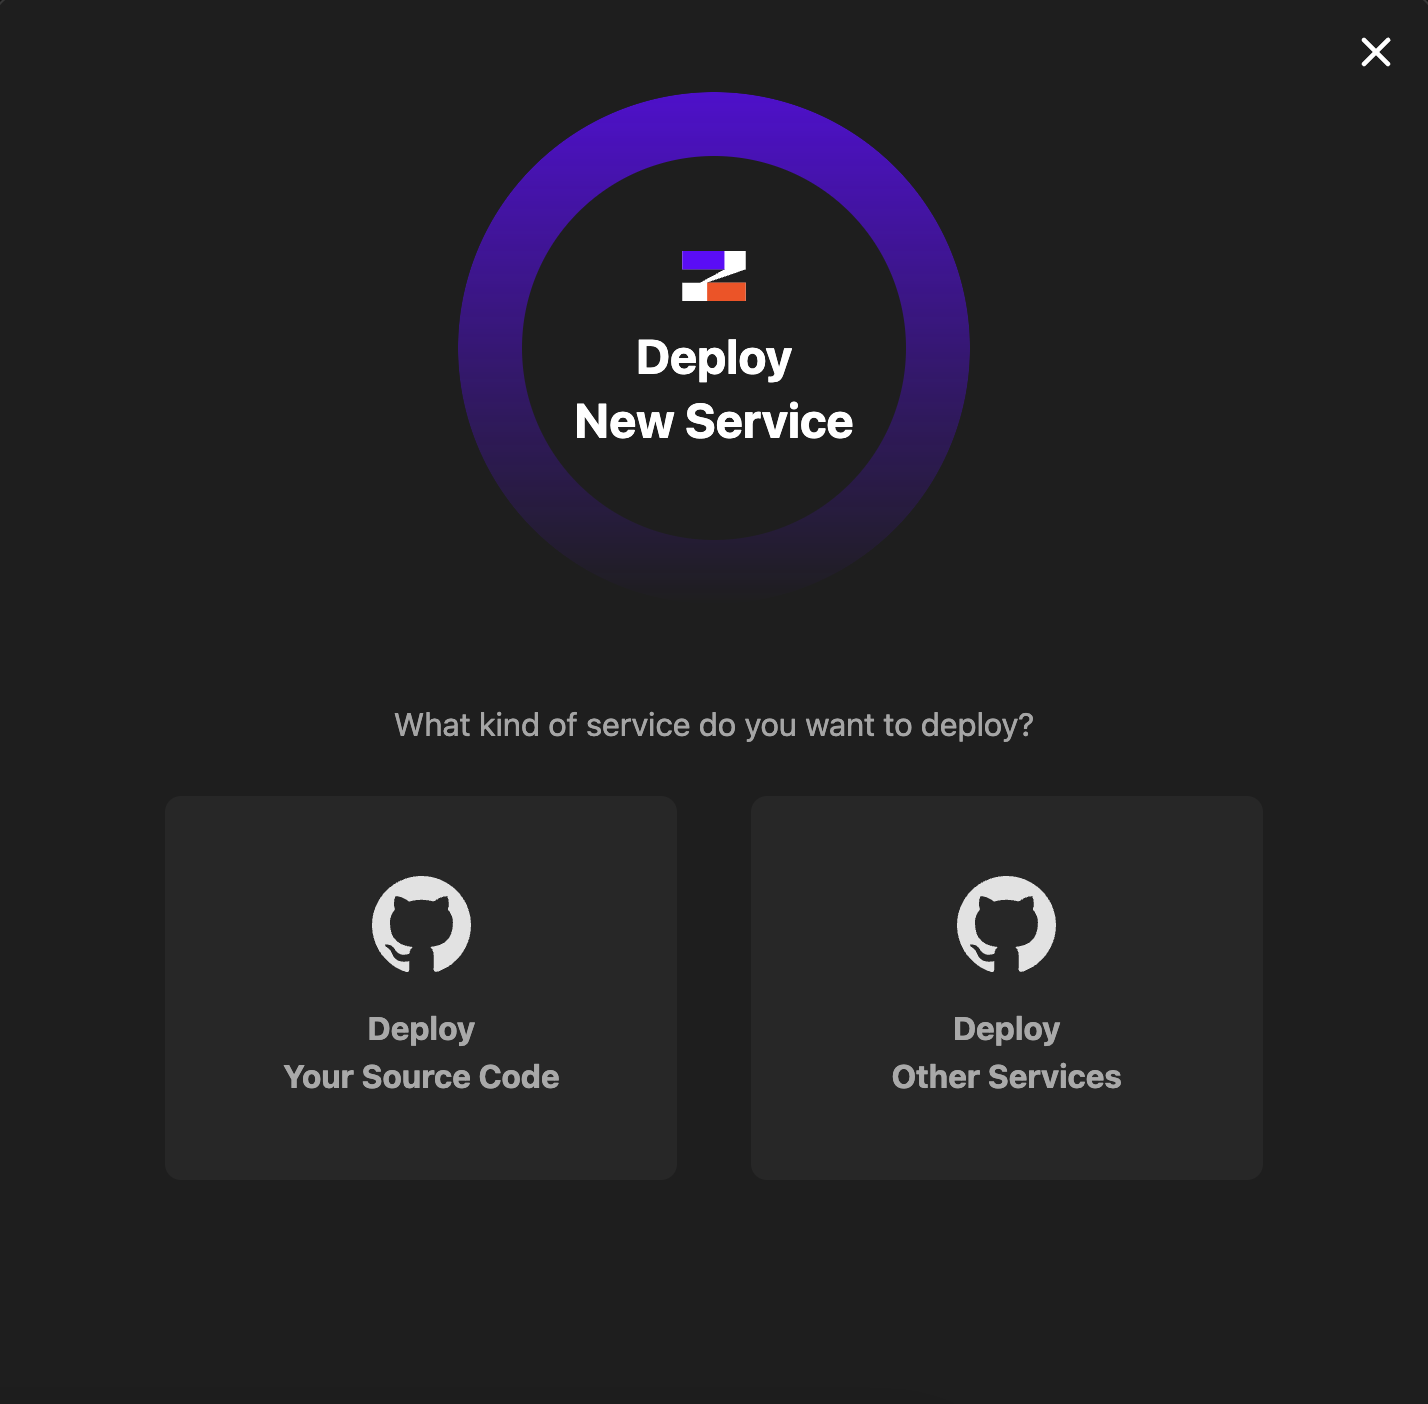 Deploy
New Service
What kind of service do you want to deploy?
Deploy
Your Source Code
Deploy
Other Services